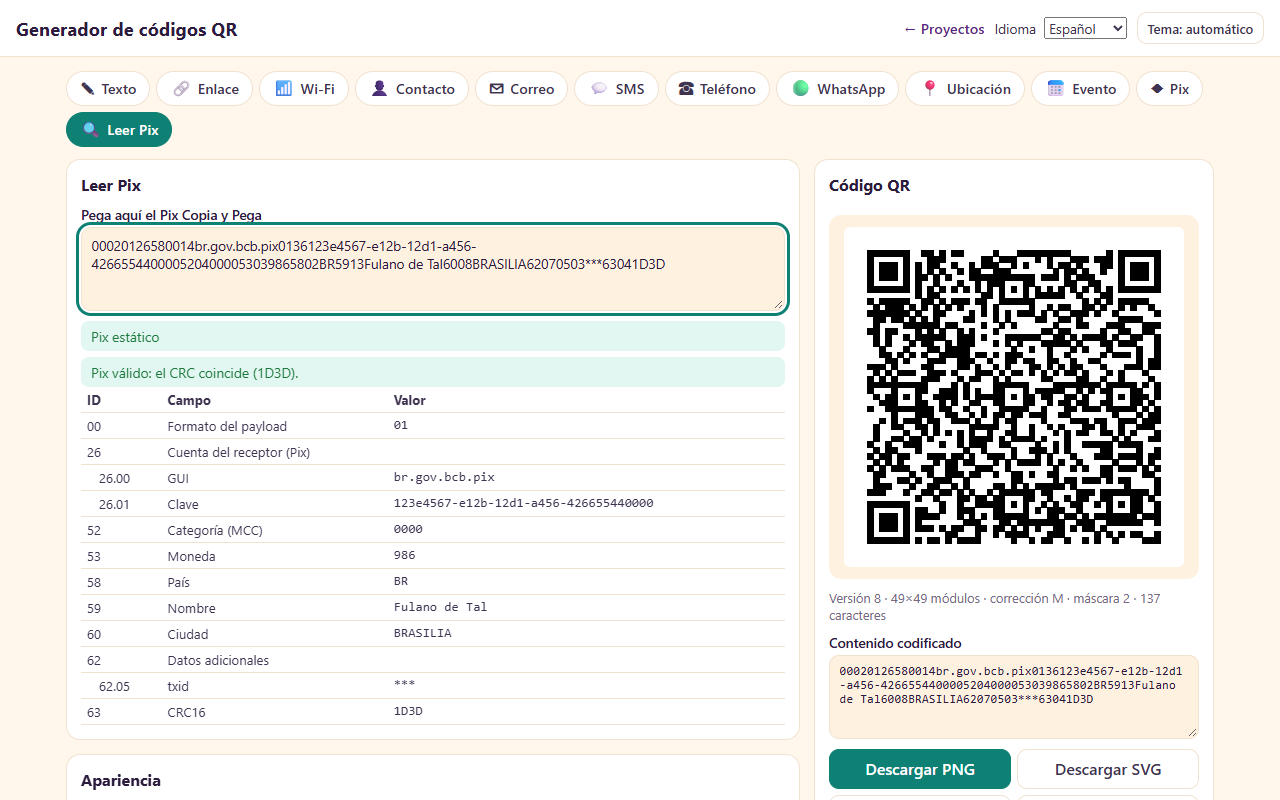 Generador de códigos QR
← Proyectos Idioma Español Tema: automático
Texto Enlace Wi-Fi Contacto Correo SMS Teléfono WhatsApp Ubicación Evento Pix
Leer Pix
Leer Pix
Pega aquí el Pix Copia y Pega
00020126580014br.gov.bcb.pix0136123e4567-e12b-12d1-a456-
4266554400005204000053039865802BR5913Fulano de Tal6008BRASILIA62070503***63041D3D
Pix estático
Pix válido: el CRC coincide (1D3D).
ID Campo Valor
00 Formato del payload 01
26 Cuenta del receptor (Pix)
26.00 GUI br.gov.bcb.pix
26.01 Clave 123e4567-e12b-12d1-a456-426655440000
52 Categoría (MCC) 0000
53 Moneda 986
58 País BR
59 Nombre Fulano de Tal
60 Ciudad BRASILIA
62 Datos adicionales
62.05 txid ***
63 CRC16 1D3D
Apariencia
Código QR
Versión 8 · 49×49 módulos · corrección M · máscara 2 · 137
caracteres
Contenido codificado
00020126580014br.gov.bcb.pix0136123e4567-e12b-12d1
-a456-4266554400005204000053039865802BR5913Fulano
de Tal6008BRASILIA62070503***63041D3D
Descargar PNG Descargar SVG